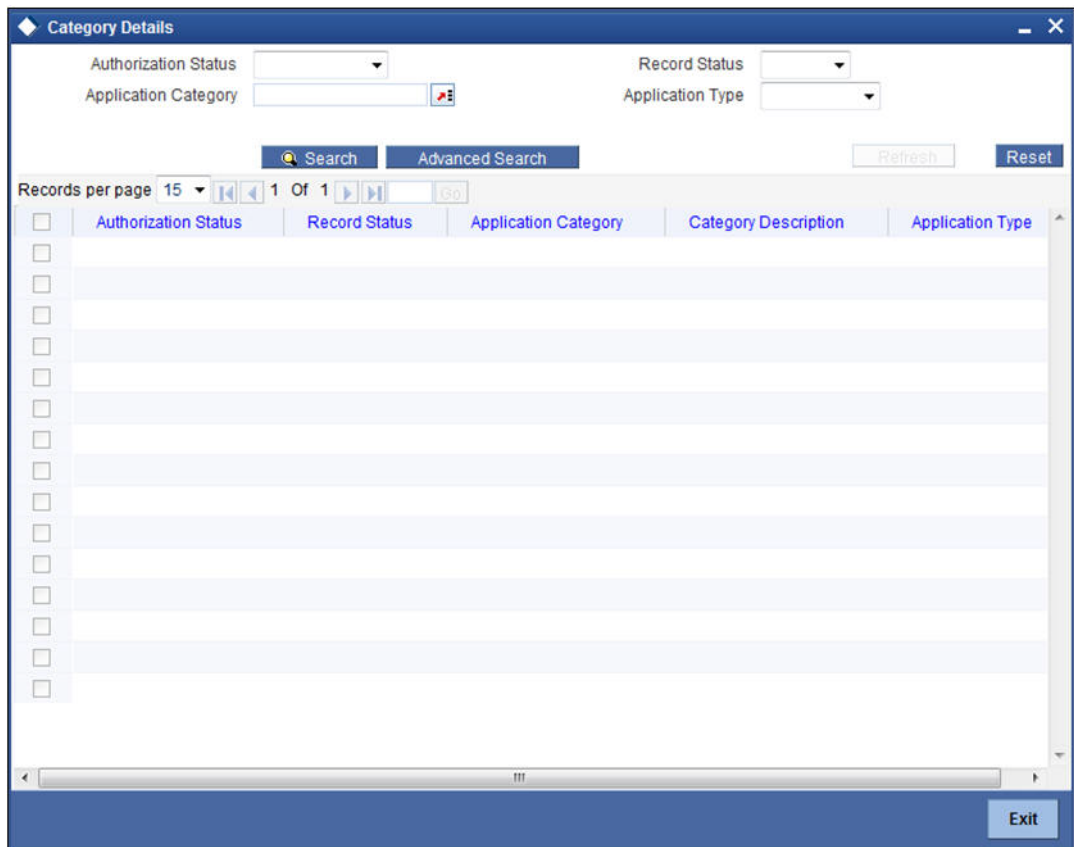 Category Details
Authorization Status Record Status
Application Category Application Type
Search Advanced Search Refresh Reset
Records per page 15 1 Of 1 Go
Authorization Status Record Status Application Category Category Description Application Type
Exit